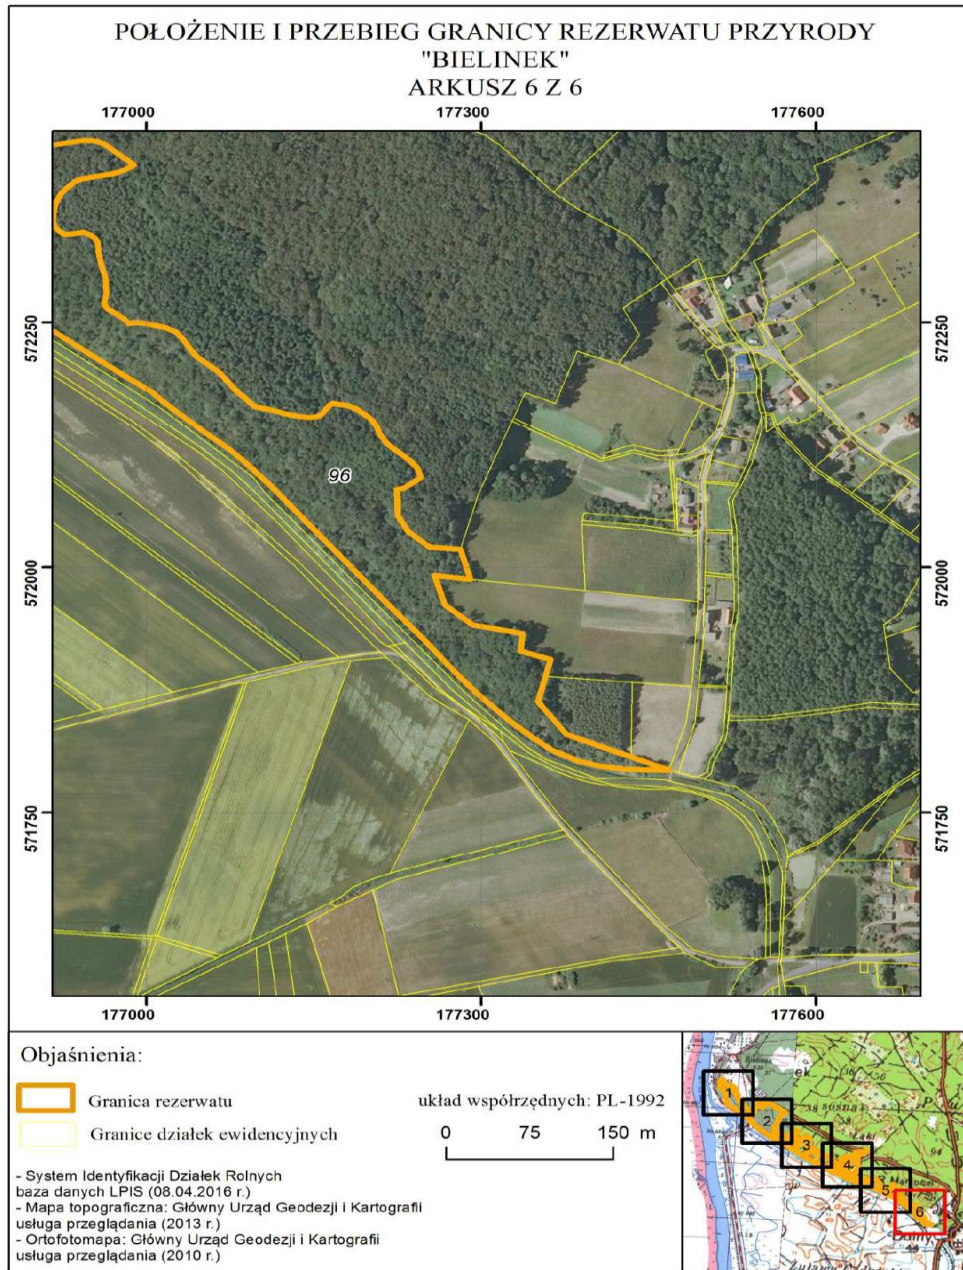 POŁOŻENIE I PRZEBIEG GRANICY REZERWATU PRZYRODY
"BIELINEK"
ARKUSZ 6 Z 6
177000 177300 177600
572250 572250
96
572000 572000
571750 571750
177000 177300 177600
Objaśnienia:
Granica rezerwatu
Granice działek ewidencyjnych
układ współrzędnych: PL-1992
0 75 150 m
- System Identyfikacji Działek Rolnych
baza danych LPIS (08.04.2016 r.)
- Mapa topograficzna: Główny Urząd Geodezji i Kartografii
usługa przeglądania (2013 r.)
- Ortofotomapa: Główny Urząd Geodezji i Kartografii
usługa przeglądania (2010 r.)
1
2
3
4
5
6